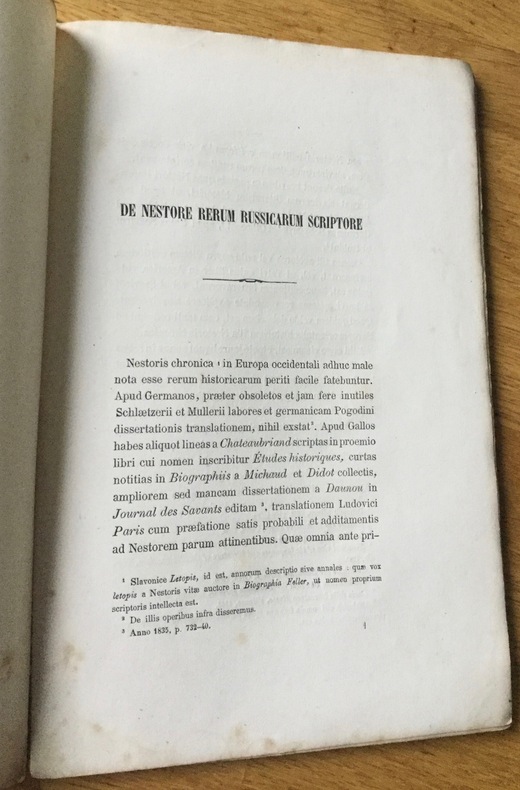 DE NESTORE RERUM RUSSICARUM SCRIPTORE
Nestoris chronica ¹ in Europa occidentali adhuc male
nota esse rerum historicarum periti facile fatebuntur.
Apud Germanos, præter obsoletos et jam fere inutiles
Schlætzerii et Mullerii labores et germanicam Pogodini
dissertationis translationem, nihil exstat². Apud Gallos
habes aliquot lineas a Chateaubriand scriptas in proemio
libri cui nomen inscribitur Études historiques, curtas
notitias in Biographiis a Michaud et Didot collectis,
ampliorem sed mancam dissertationem a Daunou in
Journal des Savants editam ³, translationem Ludovici
Paris cum præfatione satis probabili et additamentis
ad Nestorem parum attinentibus. Quæ omnia ante pri-
¹ Slavonice Letopis, id est, annorum descriptio sive annales : quæ vox
letopis a Nestoris vitæ auctore in Biographia Feller, ut nomen proprium
scriptoris intellecta est.
² De illis operibus infra disseremus.
³ Anno 1835, p. 732-40.
1